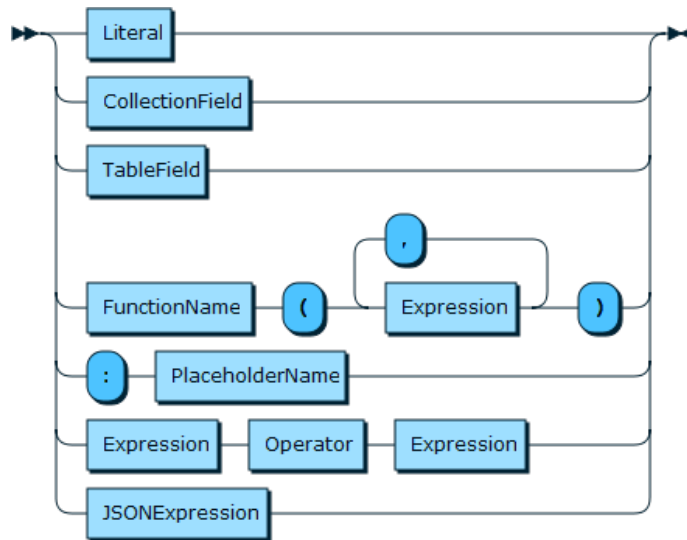 Literal
CollectionField
TableField
,
FunctionName ( Expression )
: PlaceholderName
Expression Operator Expression
JSONExpression